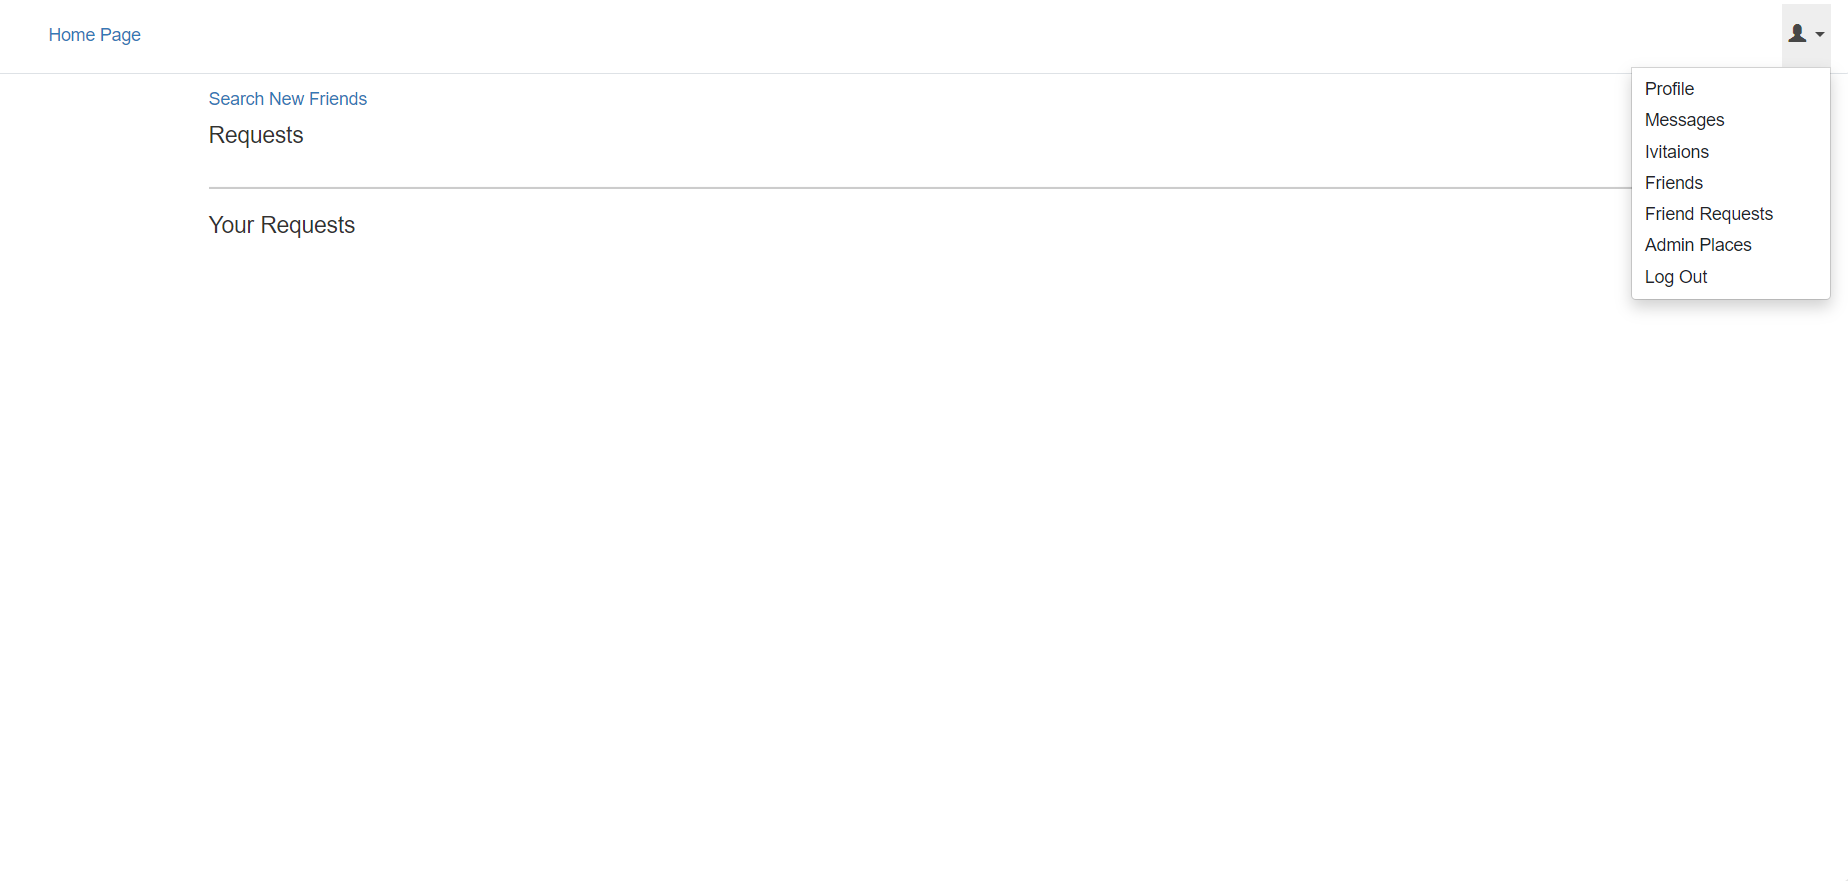 Home Page
Search New Friends
Requests
Your Requests
Profile
Messages
Ivitaions
Friends
Friend Requests
Admin Places
Log Out